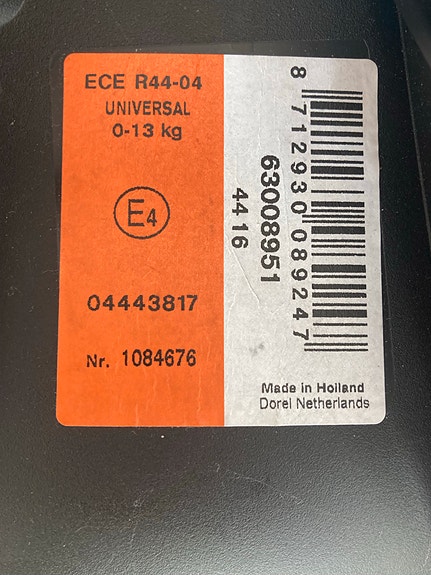 ECE R44-04
UNIVERSAL
0-13 kg
E4
04443817
Nr. 1084676
8 712930 089247
63008951
44 16
Made in Holland
Dorel Netherlands